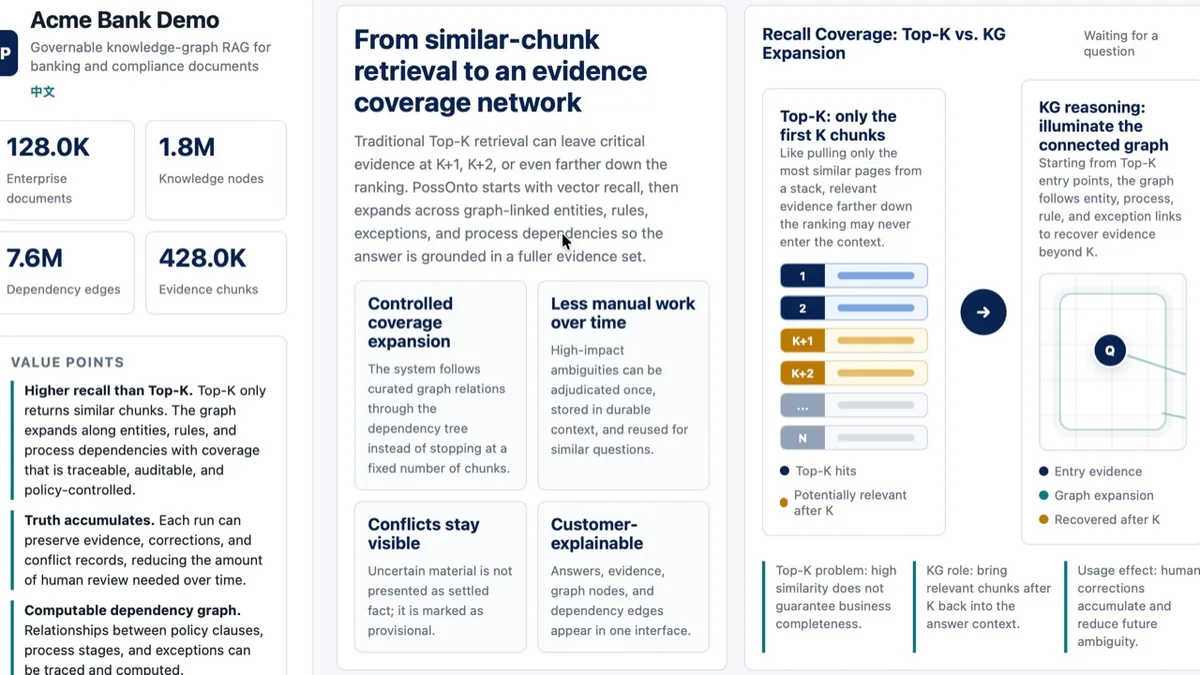 P
Acme Bank Demo
Governable knowledge-graph RAG for
banking and compliance documents
中文
128.0K
Enterprise
documents
1.8M
Knowledge nodes
7.6M
Dependency edges
428.0K
Evidence chunks
VALUE POINTS
Higher recall than Top-K. Top-K only
returns similar chunks. The graph
expands along entities, rules, and
process dependencies with coverage
that is traceable, auditable, and
policy-controlled.
Truth accumulates. Each run can
preserve evidence, corrections, and
conflict records, reducing the amount
of human review needed over time.
Computable dependency graph.
Relationships between policy clauses,
process stages, and exceptions can
be traced and computed.
From similar-chunk
retrieval to an evidence
coverage network
Traditional Top-K retrieval can leave critical
evidence at K+1, K+2, or even farther down the
ranking. PossOnto starts with vector recall, then
expands across graph-linked entities, rules,
exceptions, and process dependencies so the
answer is grounded in a fuller evidence set.
Controlled
coverage
expansion
The system follows
curated graph relations
through the
dependency tree
instead of stopping at a
fixed number of chunks.
Less manual work
over time
High-impact
ambiguities can be
adjudicated once,
stored in durable
context, and reused for
similar questions.
Conflicts stay
visible
Uncertain material is not
presented as settled
fact; it is marked as
provisional.
Customer-
explainable
Answers, evidence,
graph nodes, and
dependency edges
appear in one interface.
Recall Coverage: Top-K vs. KG
Expansion
Waiting for a
question
Top-K: only the
first K chunks
Like pulling only the
most similar pages from
a stack, relevant
evidence farther down
the ranking may never
enter the context.
1
2
K+1
K+2
...
N
Top-K hits
Potentially relevant
after K
KG reasoning:
illuminate the
connected graph
Starting from Top-K
entry points, the graph
follows entity, process,
rule, and exception links
to recover evidence
beyond K.
Q
Entry evidence
Graph expansion
Recovered after K
Top-K problem: high
similarity does not
guarantee business
completeness.
KG role: bring
relevant chunks after
K back into the
answer context.
Usage effect: human
corrections
accumulate and
reduce future
ambiguity.